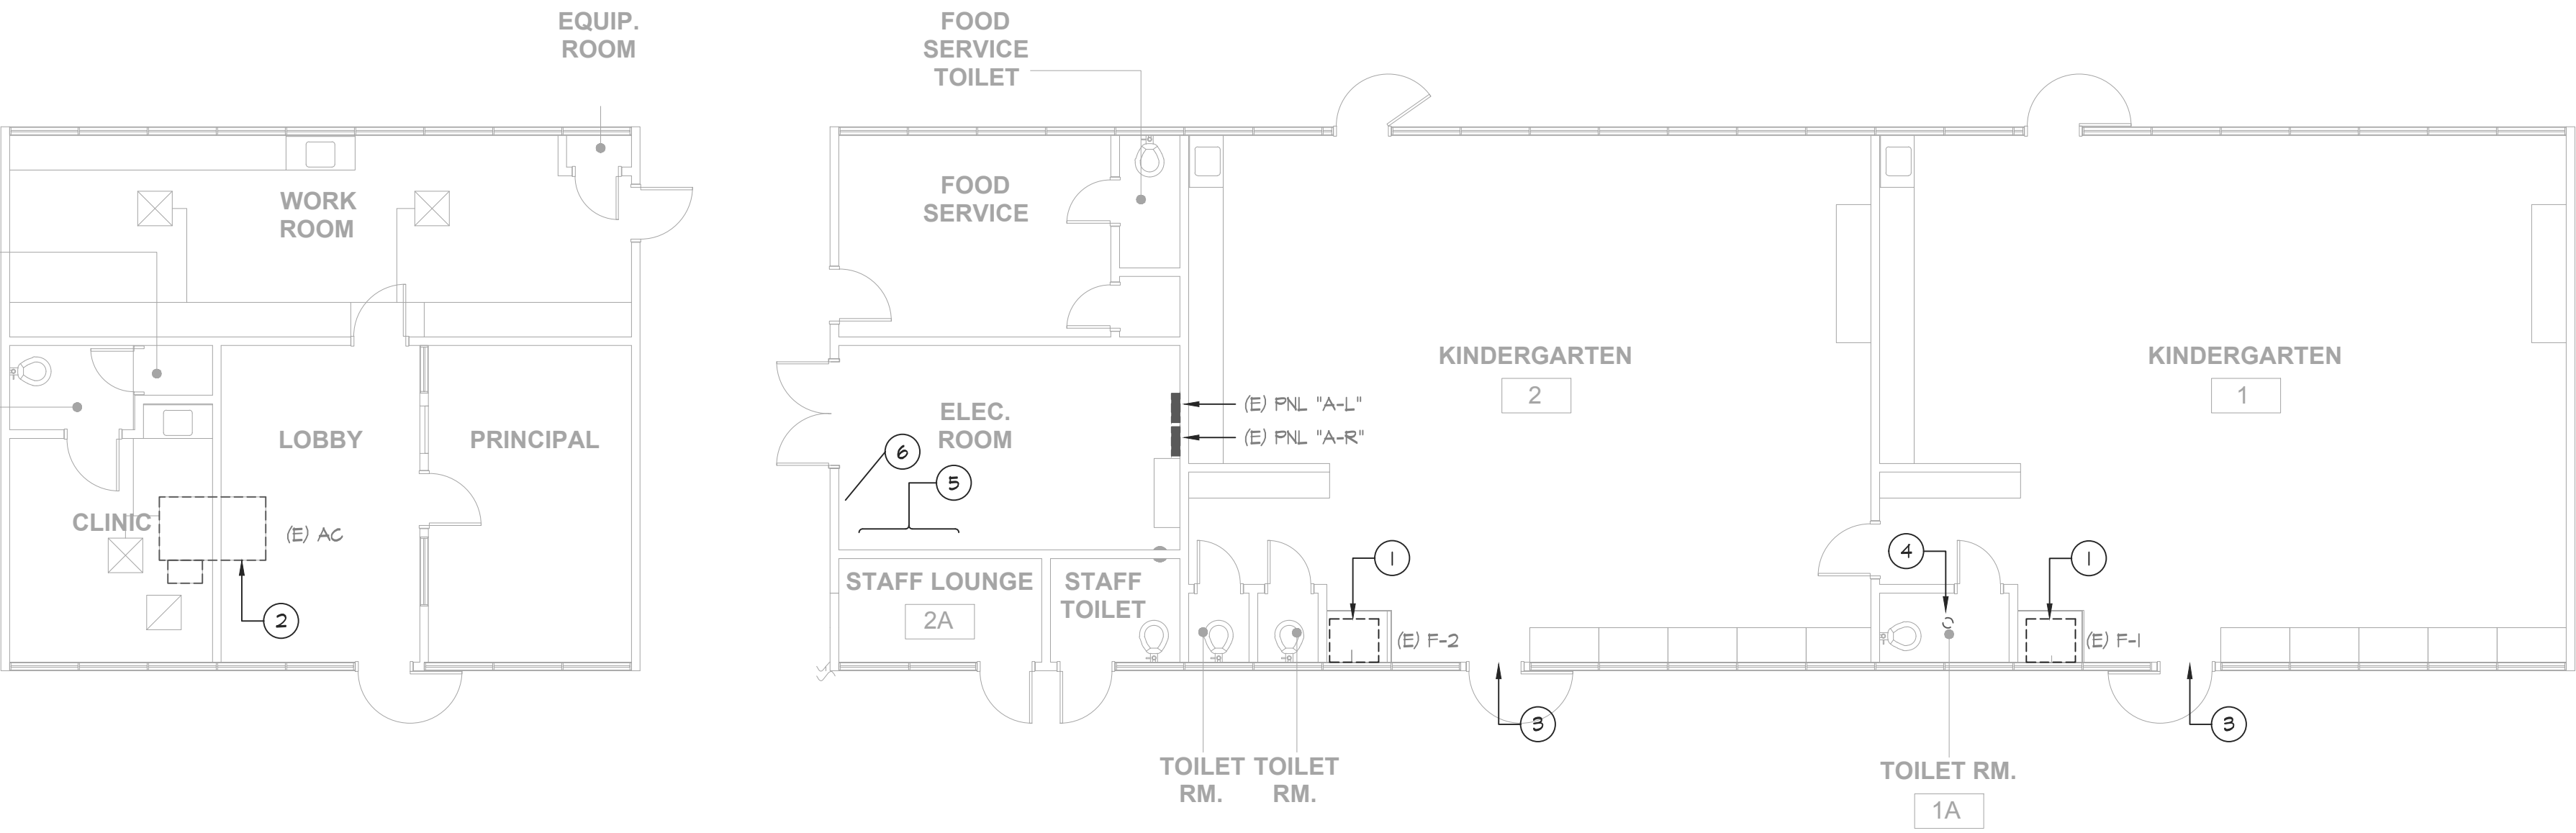 EQUIP.
ROOM
FOOD
SERVICE
TOILET
WORK
ROOM
FOOD
SERVICE
KINDERGARTEN
2
KINDERGARTEN
1
(E) PNL "A-L"
(E) PNL "A-R"
ELEC.
ROOM
LOBBY
PRINCIPAL
6
5
CLINIC
(E) AC
2
STAFF LOUNGE
2A
STAFF
TOILET
1
(E) F-2
4
1
(E) F-1
3
3
TOILET
RM.
TOILET
RM.
TOILET RM.
1A